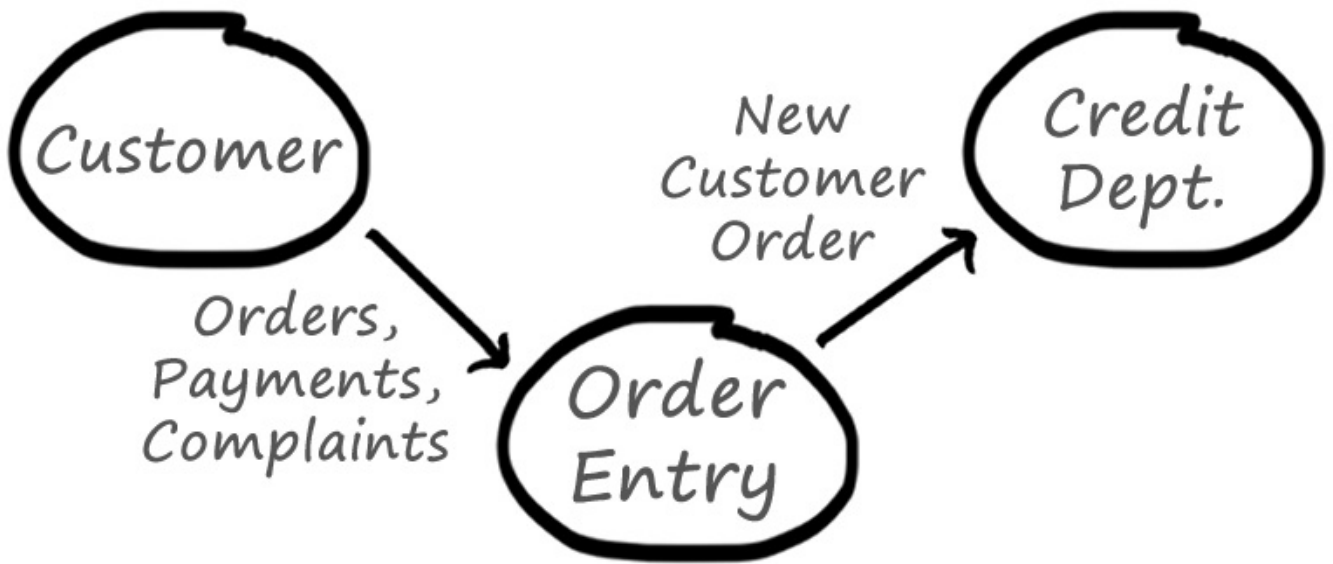 Customer
Orders,
Payments,
Complaints
Order
Entry
New
Customer
Order
Credit
Dept.